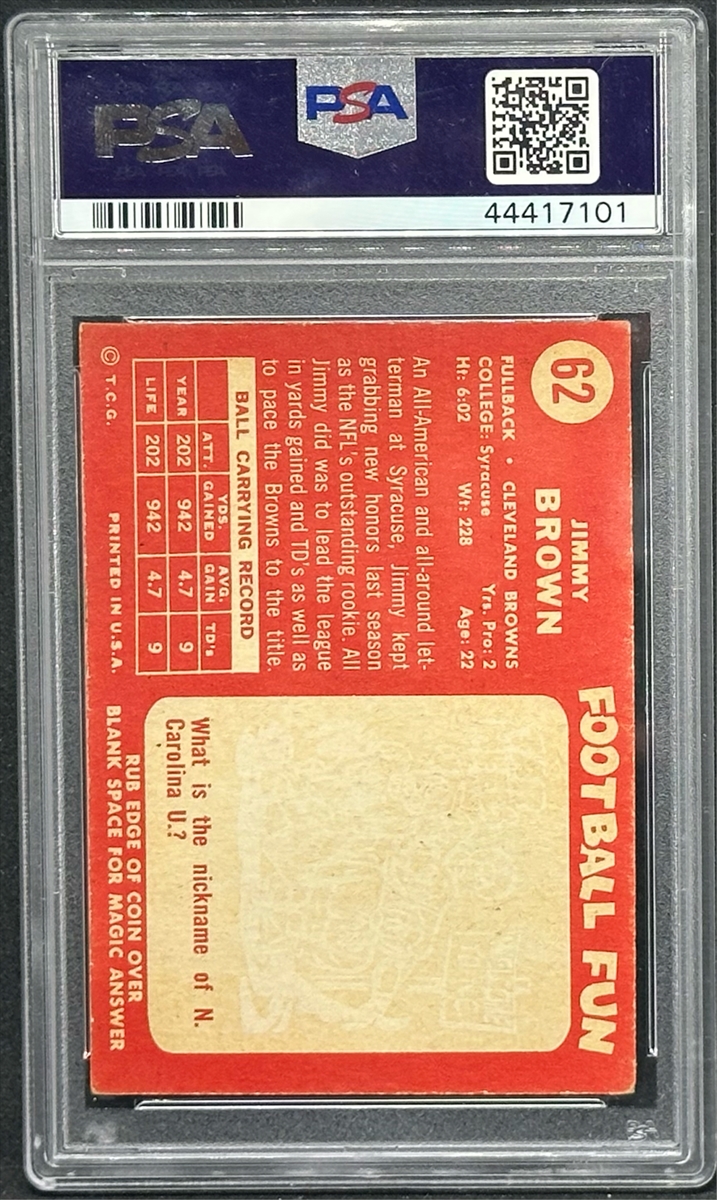 PSA
PSA
44417101
62
JIMMY
BROWN
FULLBACK • CLEVELAND BROWNS
COLLEGE: Syracuse Yrs. Pro: 2
Ht: 6:02 Wt: 228 Age: 22
An All-American and all-around let-
terman at Syracuse, Jimmy kept
grabbing new honors last season
as the NFL's outstanding rookie. All
Jimmy did was to lead the league
in yards gained and TD's as well as
to pace the Browns to the title.
BALL CARRYING RECORD
ATT. YDS. GAINED AVG. GAIN TD's
YEAR 202 942 4.7 9
LIFE 202 942 4.7 9
© T.C.G. PRINTED IN U.S.A.
FOOTBALL FUN
What is the nickname of N.
Carolina U.?
RUB EDGE OF COIN OVER
BLANK SPACE FOR MAGIC ANSWER